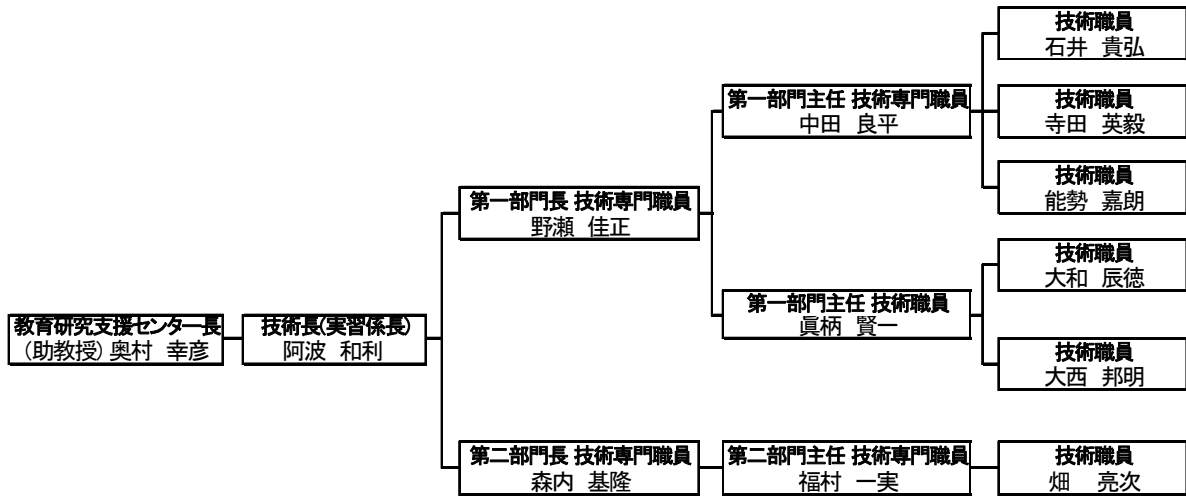 技術職員
石井 貴弘
第一部門主任 技術専門職員
中田 良平
技術職員
寺田 英毅
技術職員
能勢 嘉朗
第一部門長 技術専門職員
野瀬 佳正
技術職員
大和 辰徳
第一部門主任 技術職員
眞柄 賢一
教育研究支援センター長
(助教授) 奥村 幸彦
技術長(実習係長)
阿波 和利
技術職員
大西 邦明
第二部門長 技術専門職員
森内 基隆
第二部門主任 技術専門職員
福村 一実
技術職員
畑 亮次